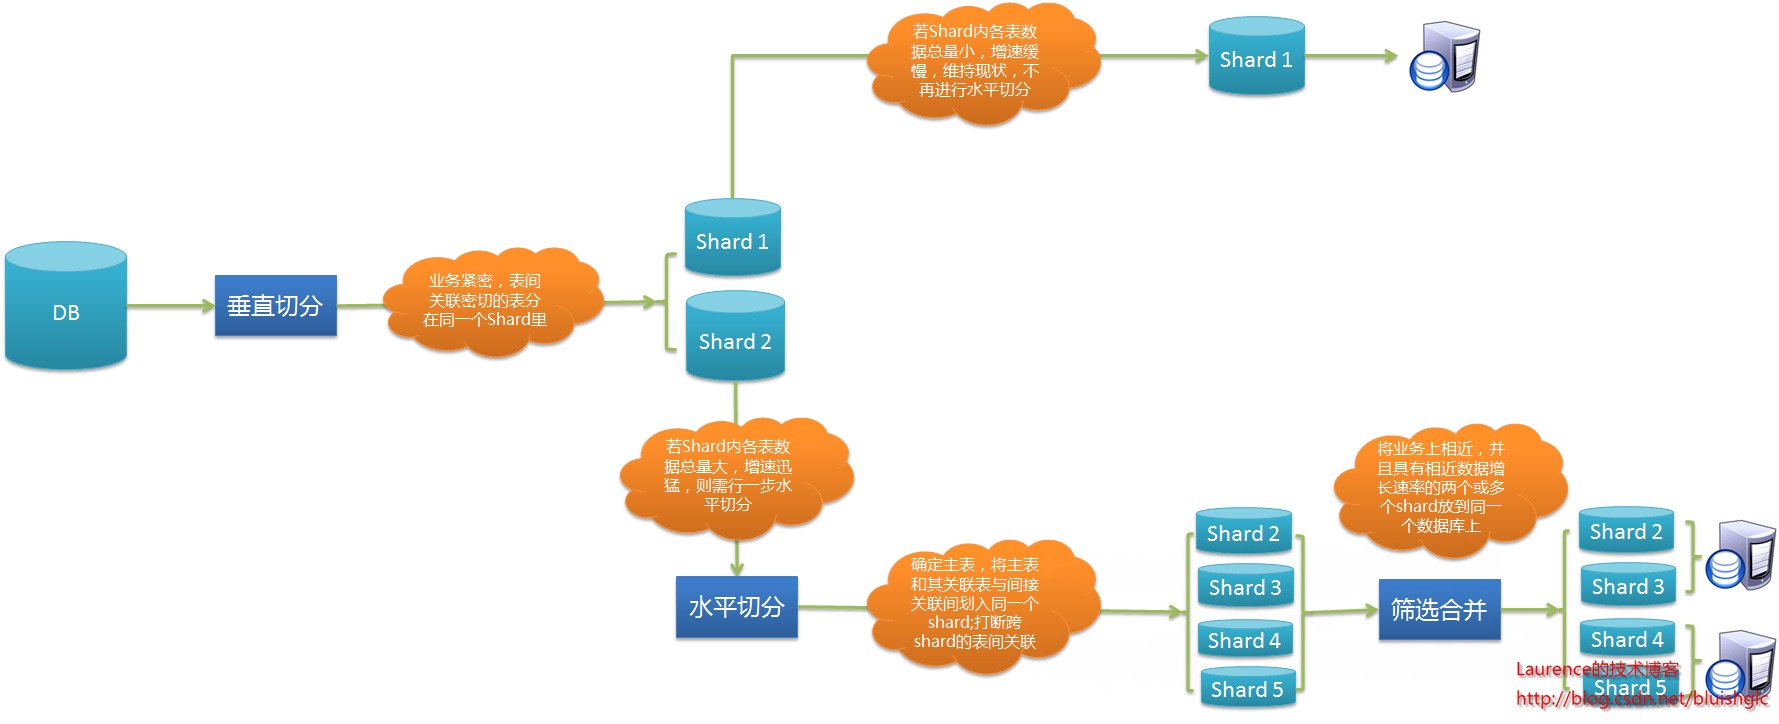 若Shard内各表数
据总量小，增速缓
慢，维持现状，不
再进行水平切分
Shard 1
Shard 1
DB
垂直切分
业务紧密，表间
关联密切的表分
在同一个Shard里
Shard 2
若Shard内各表数
据总量大，增速迅
猛，则需行一步水
平切分
水平切分
确定主表，将主表
和其关联表与间接
关联间划入同一个
shard;打断跨
shard的表间关联
Shard 2
Shard 3
Shard 4
Shard 5
将业务上相近，并
且具有相近数据增
长速率的两个或多
个shard放到同一
个数据库上
筛选合并
Shard 2
Shard 3
Shard 4
Shard 5
Laurence的技术博客
http://blog.csdn.net/bluishglc